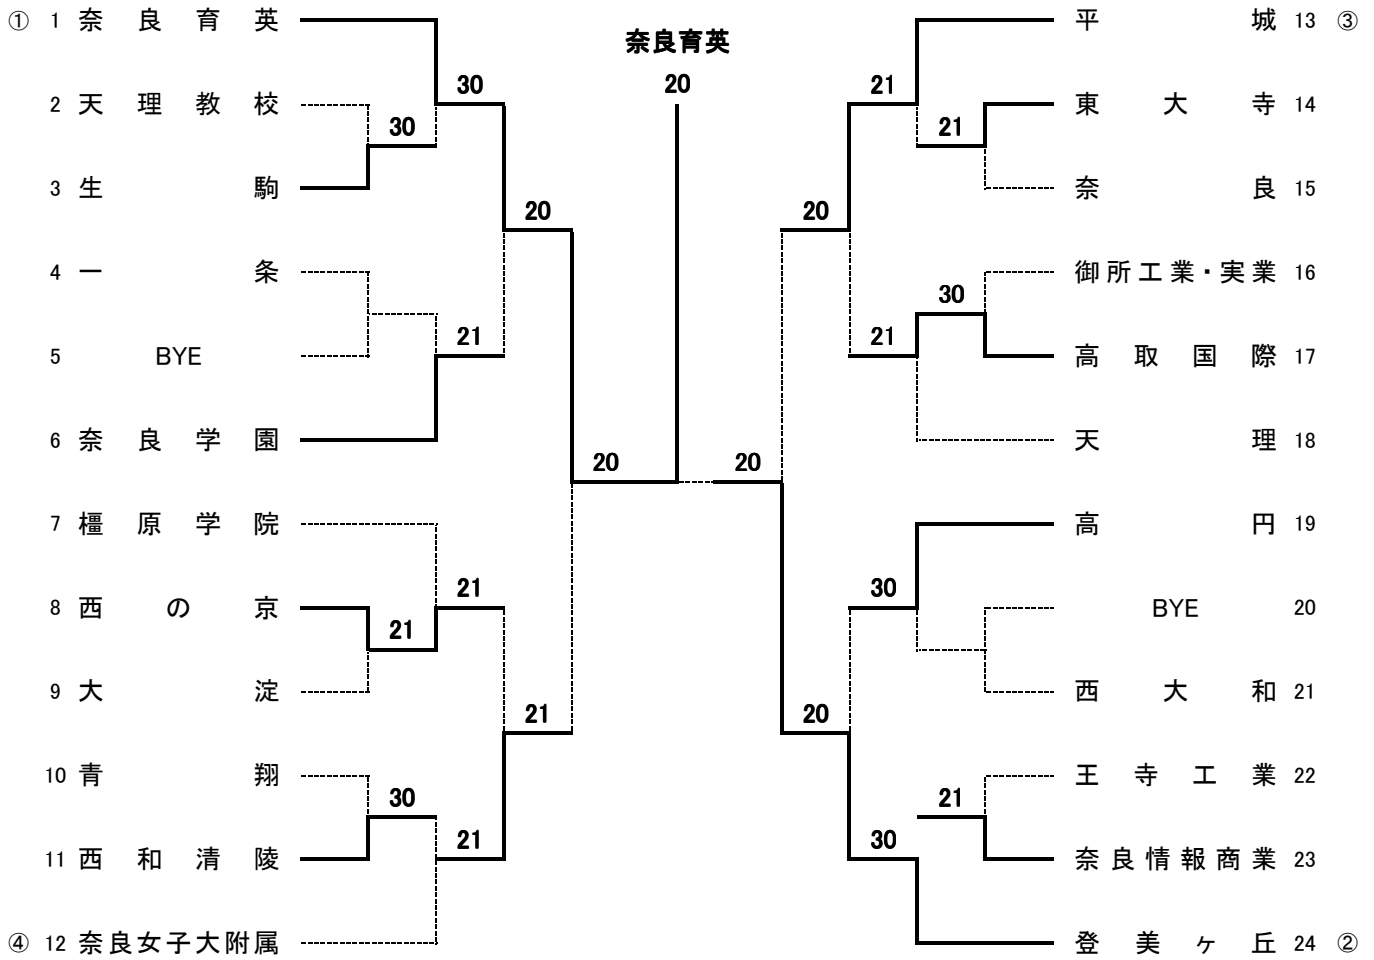 ① 1 奈良育英
平城 13 ③
奈良育英
20
30
21
2 天理教校
東大寺 14
30
21
3 生駒
奈良 15
20
20
4 一条
御所工業・実業 16
30
21
21
5 BYE
高取国際 17
6 奈良学園
天理 18
20
20
7 橿原学院
高円 19
21
30
8 西の京
BYE 20
21
9 大淀
西大和 21
21
20
10 青翔
王寺工業 22
30
21
21
30
11 西和清陵
奈良情報商業 23
④ 12 奈良女子大附属
登美ヶ丘 24 ②